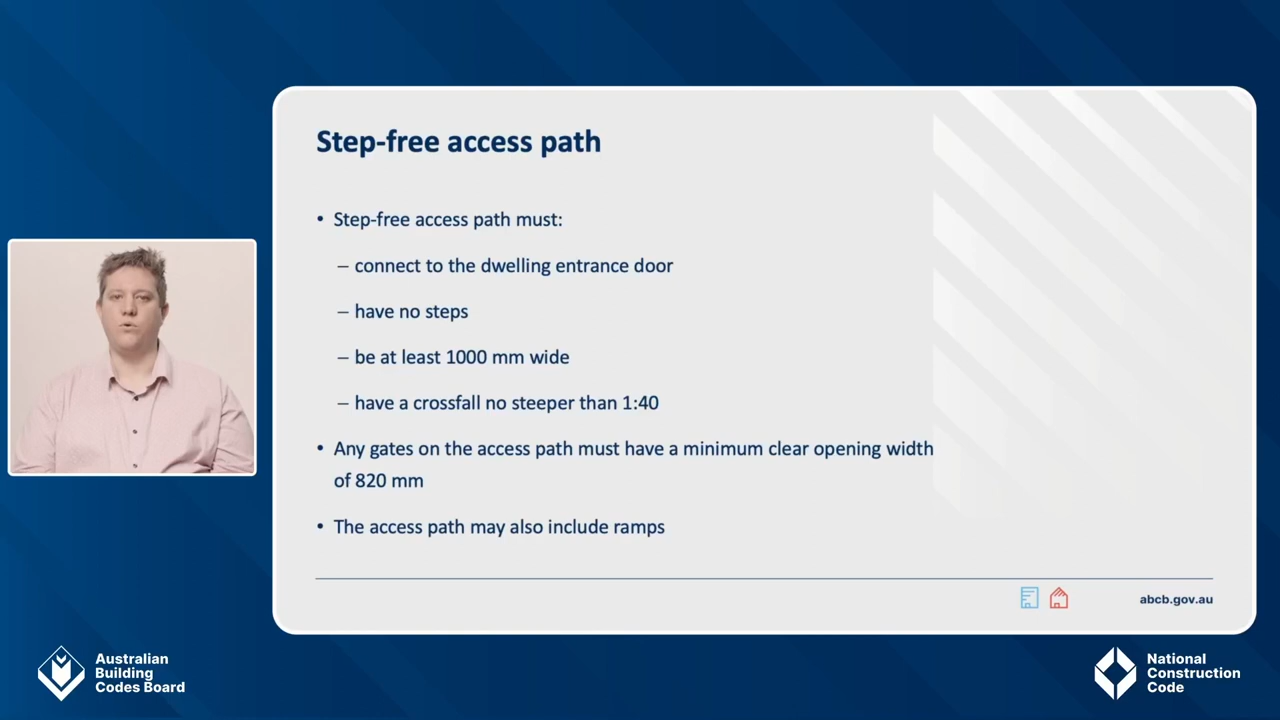 Step-free access path
• Step-free access path must:
– connect to the dwelling entrance door
– have no steps
– be at least 1000 mm wide
– have a crossfall no steeper than 1:40
• Any gates on the access path must have a minimum clear opening width
of 820 mm
• The access path may also include ramps
abcb.gov.au
Australian
Building
Codes Board
National
Construction
Code